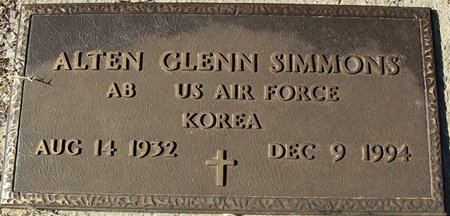 ALTEN GLENN SIMMONS
AB US AIR FORCE
KOREA
AUG 14 1932 DEC 9 1994